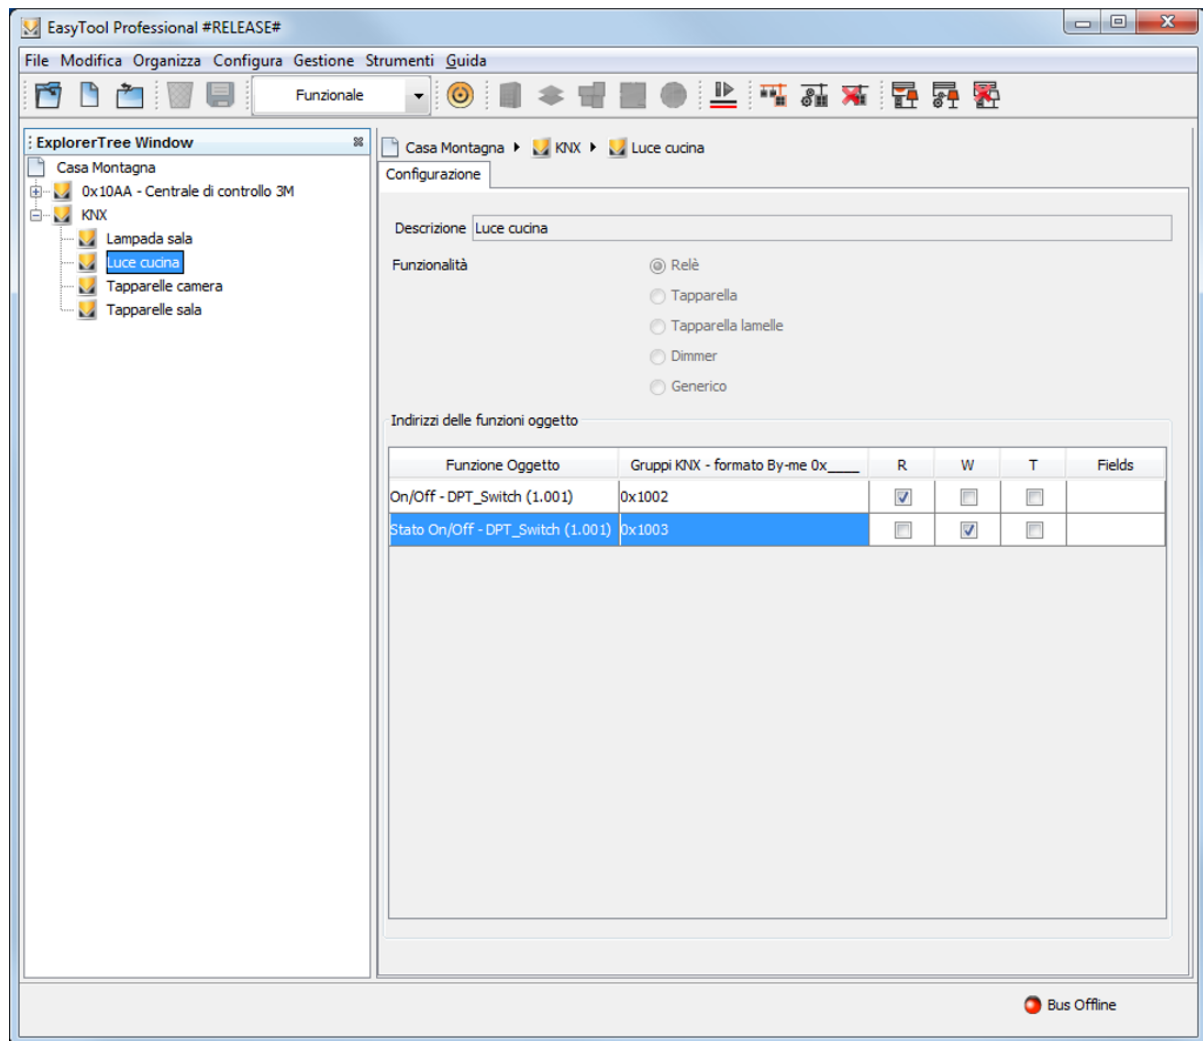 EasyTool Professional #RELEASE#
File Modifica Organizza Configura Gestione Strumenti Guida
Funzionale
ExplorerTree Window
Casa Montagna
0x10AA - Centrale di controllo 3M
KNX
Lampada sala
Luce cucina
Tapparelle camera
Tapparelle sala
Casa Montagna KNX Luce cucina
Configurazione
Descrizione Luce cucina
Funzionalità Relè
Tapparella
Tapparella lamelle
Dimmer
Generico
Indirizzi delle funzioni oggetto
Funzione Oggetto Gruppi KNX - formato By-me 0x____ R W T Fields
On/Off - DPT_Switch (1.001) 0x1002
Stato On/Off - DPT_Switch (1.001) 0x1003
Bus Offline